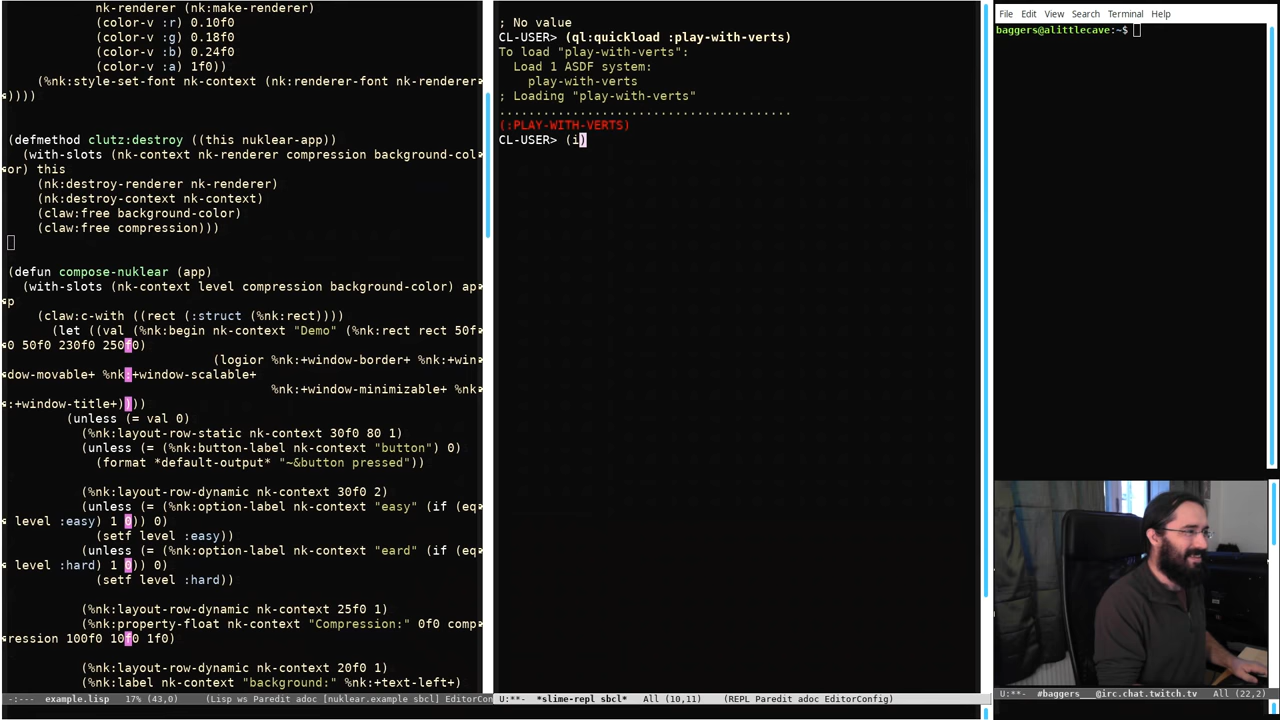 nk-renderer (nk:make-renderer)
(color-v :r) 0.10f0
(color-v :g) 0.18f0
(color-v :b) 0.24f0
(color-v :a) 1f0))
(%nk:style-set-font nk-context (nk:renderer-font nk-renderer
))))
(defmethod clutz:destroy ((this nuklear-app))
(with-slots (nk-context nk-renderer compression background-col
or) this
(nk:destroy-renderer nk-renderer)
(nk:destroy-context nk-context)
(claw:free background-color)
(claw:free compression)))
(defun compose-nuklear (app)
(with-slots (nk-context level compression background-color) ap
p
(claw:c-with ((rect (:struct (%nk:rect))))
(let ((val (%nk:begin nk-context "Demo" (%nk:rect rect 50f
0 50f0 230f0 250f0)
(logior %nk:+window-border+ %nk:+win
dow-movable+ %nk:+window-scalable+
%nk:+window-minimizable+ %nk
:+window-title+))))
(unless (= val 0)
(%nk:layout-row-static nk-context 30f0 80 1)
(unless (= (%nk:button-label nk-context "button") 0)
(format *default-output* "~&button pressed"))
(%nk:layout-row-dynamic nk-context 30f0 2)
(unless (= (%nk:option-label nk-context "easy" (if (eq
level :easy) 1 0)) 0)
(setf level :easy))
(unless (= (%nk:option-label nk-context "eard" (if (eq
level :hard) 1 0)) 0)
(setf level :hard))
(%nk:layout-row-dynamic nk-context 25f0 1)
(%nk:property-float nk-context "Compression:" 0f0 comp
ression 100f0 10f0 1f0)
(%nk:layout-row-dynamic nk-context 20f0 1)
(%nk:label nk-context "background:" %nk:+text-left+)
-:--- example.lisp 17% (43,0) (Lisp ws Paredit adoc [nuklear.example sbcl] EditorCon
; No value
CL-USER> (ql:quickload :play-with-verts)
To load "play-with-verts":
Load 1 ASDF system:
play-with-verts
; Loading "play-with-verts"
........................................
(:PLAY-WITH-VERTS)
CL-USER> (i)
U:**- *slime-repl sbcl* All (10,11) (REPL Paredit adoc EditorConfig)
File Edit View Search Terminal Help
baggers@alittlecave:~$
U:**- #baggers___@irc.chat.twitch.tv All (22,2)